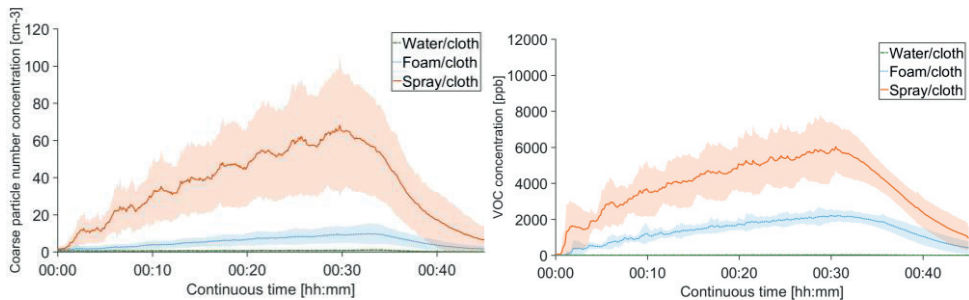 Coarse particle number concentration [cm-3]
120
100
80
60
40
20
0
Water/cloth
Foam/cloth
Spray/cloth
00:00 00:10 00:20 00:30 00:40
Continuous time [hh:mm]
VOC concentration [ppb]
12000
10000
8000
6000
4000
2000
0
Water/cloth
Foam/cloth
Spray/cloth
00:00 00:10 00:20 00:30 00:40
Continuous time [hh:mm]